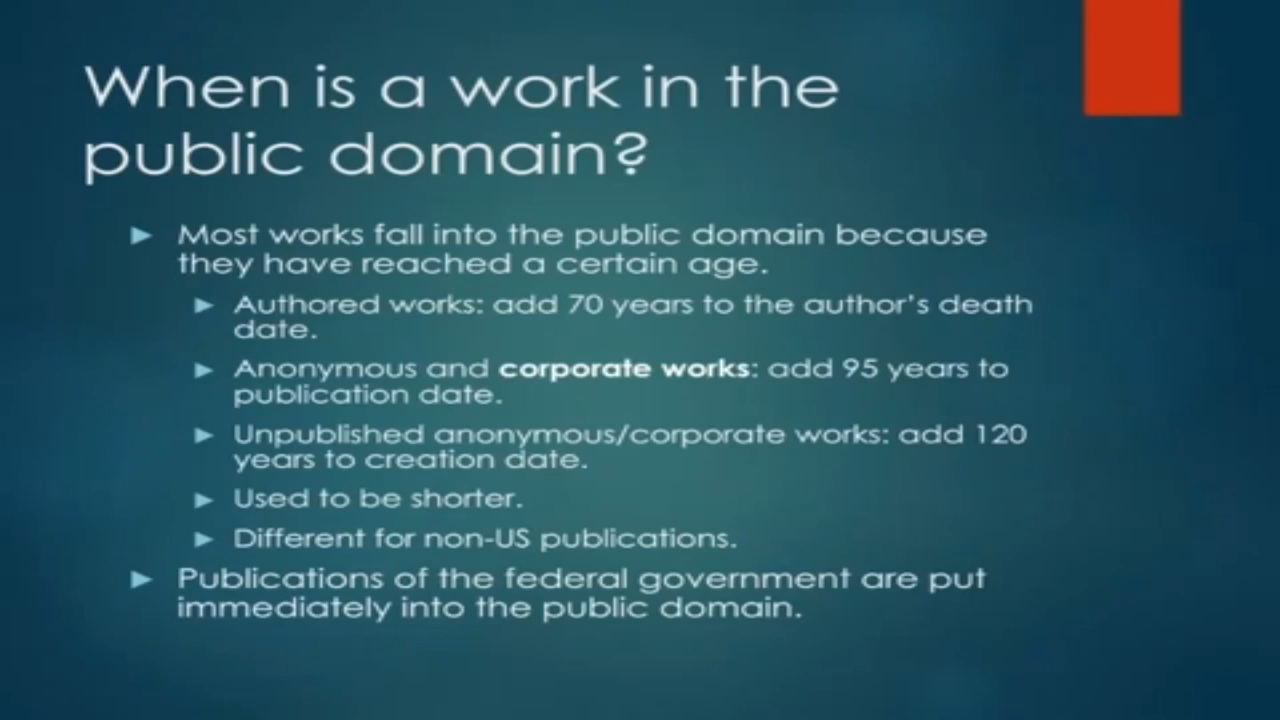 When is a work in the
public domain?
Most works fall into the public domain because
they have reached a certain age.
Authored works: add 70 years to the author's death
date.
Anonymous and corporate works: add 95 years to
publication date.
Unpublished anonymous/corporate works: add 120
years to creation date.
Used to be shorter.
Different for non-US publications.
Publications of the federal government are put
immediately into the public domain.